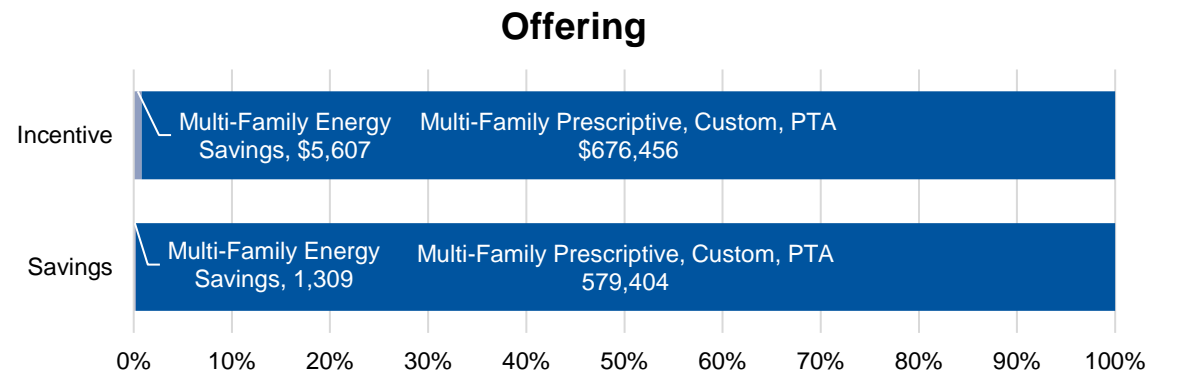 Offering
Incentive
Multi-Family Energy
Savings, $5,607
Multi-Family Prescriptive, Custom, PTA
$676,456
Savings
Multi-Family Energy
Savings, 1,309
Multi-Family Prescriptive, Custom, PTA
579,404
0% 10% 20% 30% 40% 50% 60% 70% 80% 90% 100%